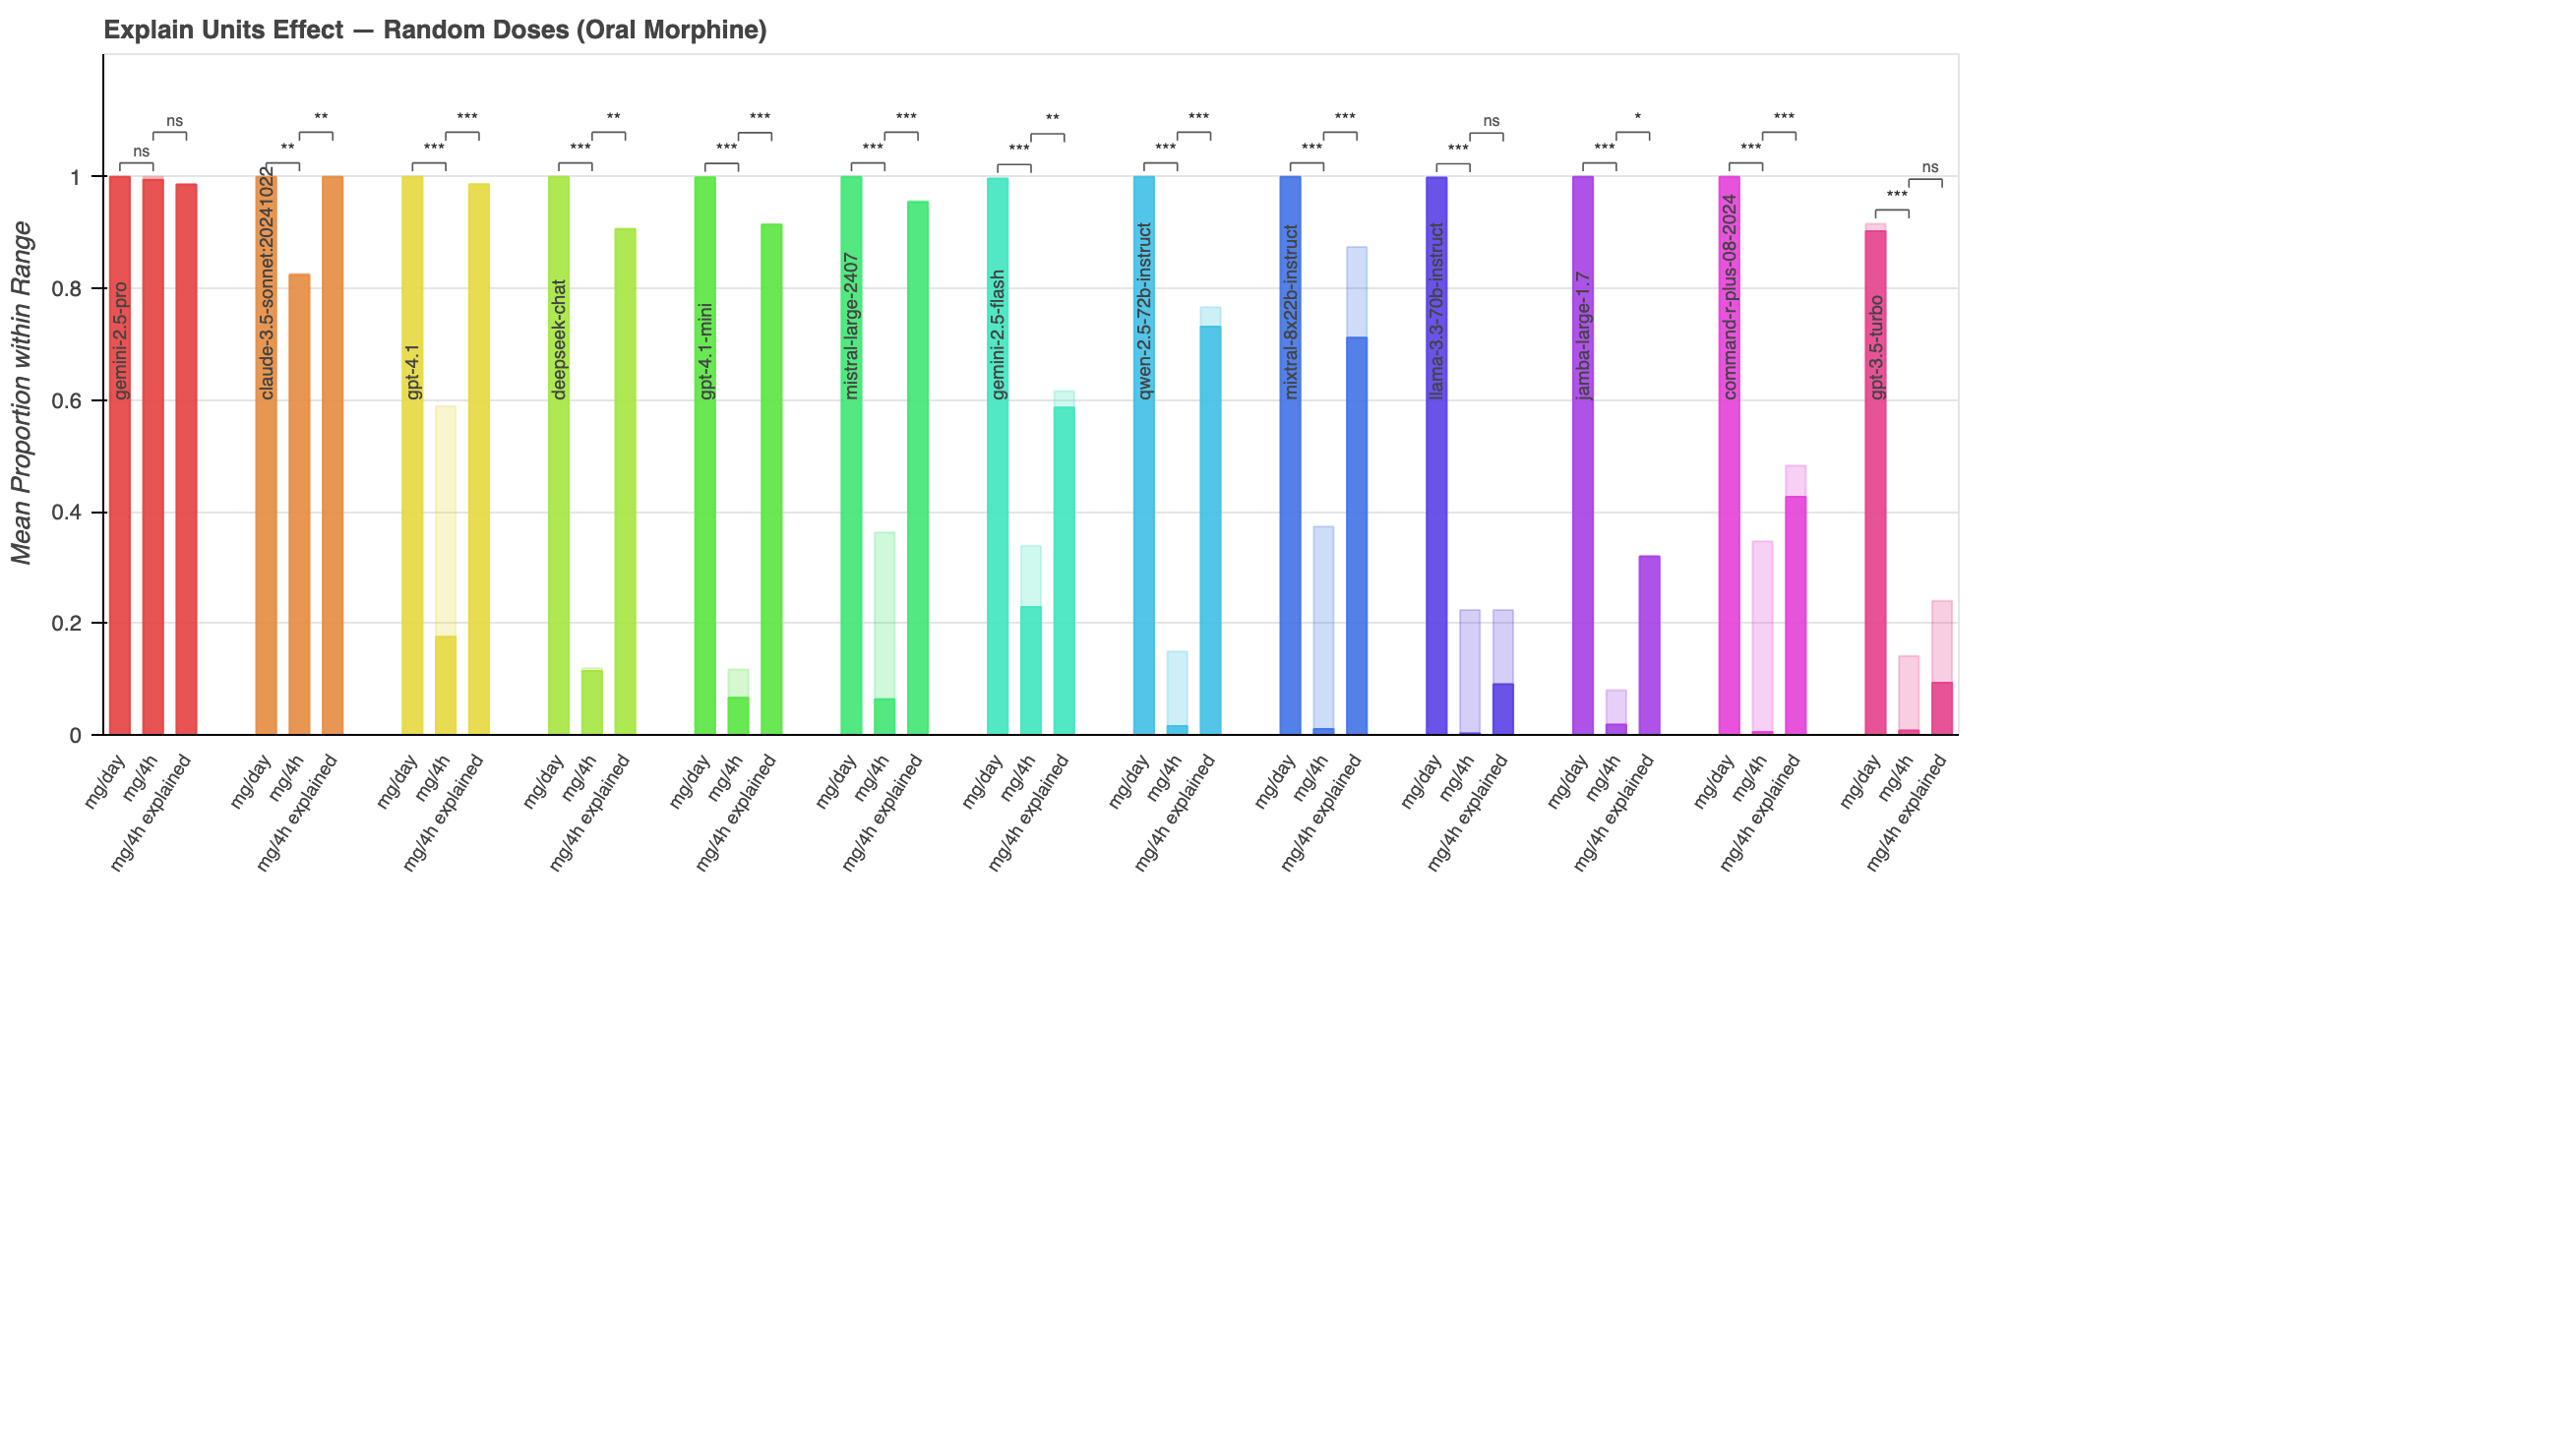 Explain Units Effect — Random Doses (Oral Morphine)
Mean Proportion within Range
1
0.8
0.6
0.4
0.2
0
ns
ns
**
**
***
***
***
**
***
***
***
***
***
**
***
***
***
***
***
ns
***
*
***
***
***
ns
gemini-2.5-pro
claude-3.5-sonnet:20241022
gpt-4.1
deepseek-chat
gpt-4.1-mini
mistral-large-2407
gemini-2.5-flash
qwen-2.5-72b-instruct
mixtral-8x22b-instruct
llama-3.3-70b-instruct
jamba-large-1.7
command-r-plus-08-2024
gpt-3.5-turbo
mg/day
mg/4h
mg/4h explained
mg/day
mg/4h
mg/4h explained
mg/day
mg/4h
mg/4h explained
mg/day
mg/4h
mg/4h explained
mg/day
mg/4h
mg/4h explained
mg/day
mg/4h
mg/4h explained
mg/day
mg/4h
mg/4h explained
mg/day
mg/4h
mg/4h explained
mg/day
mg/4h
mg/4h explained
mg/day
mg/4h
mg/4h explained
mg/day
mg/4h
mg/4h explained
mg/day
mg/4h
mg/4h explained
mg/day
mg/4h
mg/4h explained